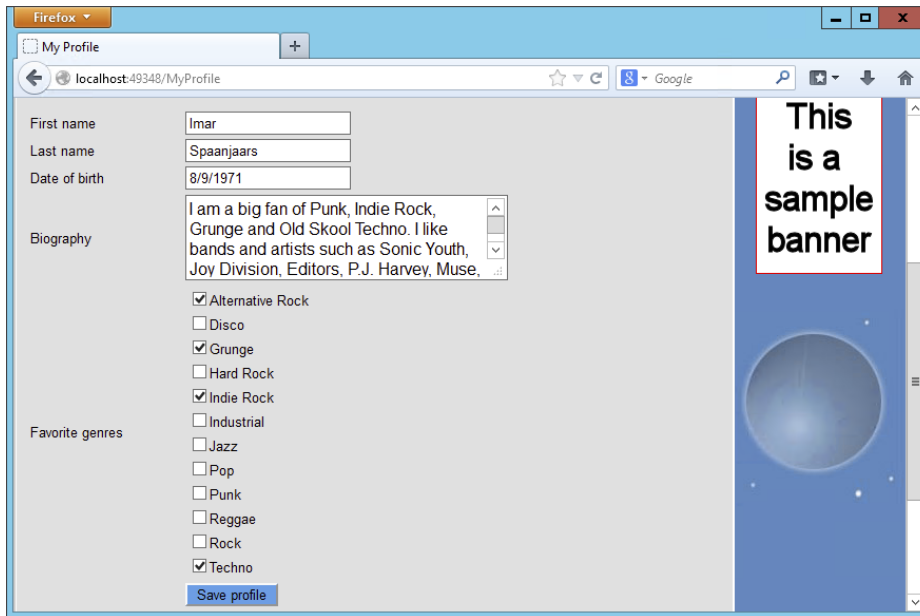 Firefox
My Profile
+
localhost:49348/MyProfile
8 Google
This
is a
sample
banner
First name Imar
Last name Spaanjaars
Date of birth 8/9/1971
Biography
I am a big fan of Punk, Indie Rock,
Grunge and Old Skool Techno. I like
bands and artists such as Sonic Youth,
Joy Division, Editors, P.J. Harvey, Muse,
Favorite genres
Alternative Rock
Disco
Grunge
Hard Rock
Indie Rock
Industrial
Jazz
Pop
Punk
Reggae
Rock
Techno
Save profile